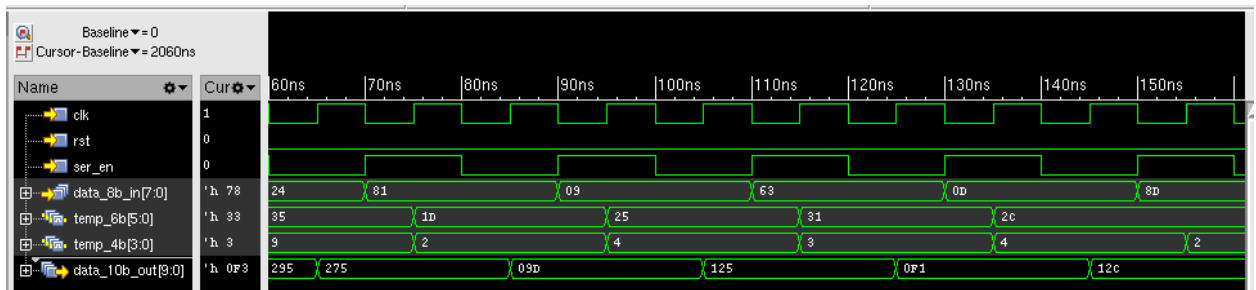 Baseline ▼= 0
Cursor-Baseline ▼= 2060ns
Name Cur 60ns 70ns 80ns 90ns 100ns 110ns 120ns 130ns 140ns 150ns
clk 1
rst 0
ser_en 0
data_8b_in[7:0] 'h 78 24 81 09 63 0D 8D
temp_6b[5:0] 'h 33 35 1D 25 31 2C
temp_4b[3:0] 'h 3 9 2 4 3 4 2
data_10b_out[9:0] 'h 0F3 295 275 09D 125 0F1 12C